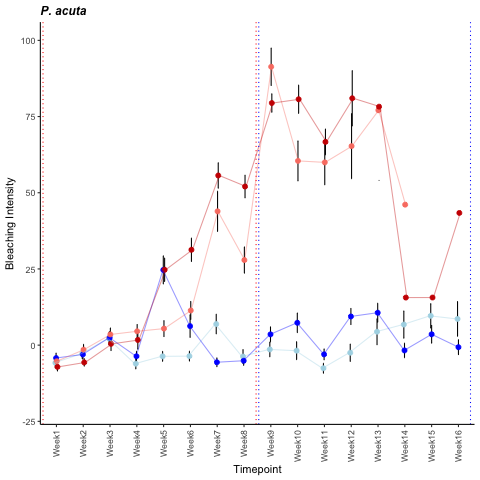 P. acuta
100
75
50
25
0
-25
Bleaching Intensity
Week1
Week2
Week3
Week4
Week5
Week6
Week7
Week8
Week9
Week10
Week11
Week12
Week13
Week14
Week15
Week16
Timepoint